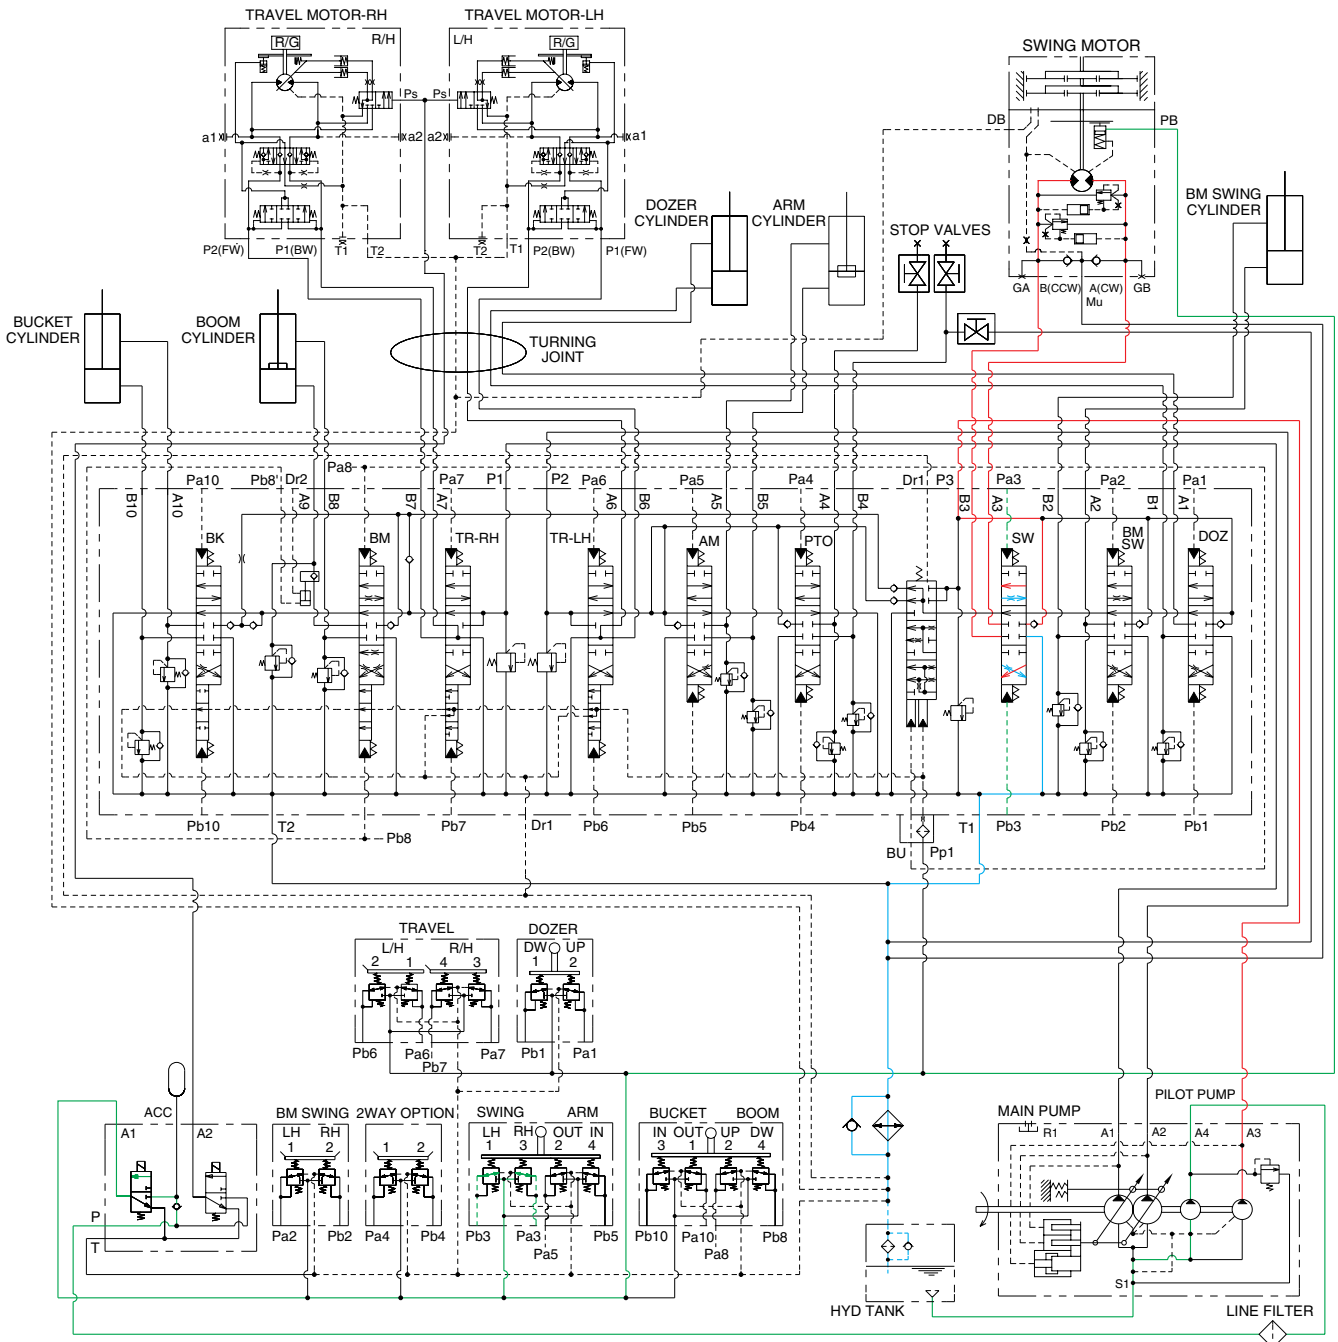 TRAVEL MOTOR-RH
TRAVEL MOTOR-LH
R/G
R/H
L/H
R/G
SWING MOTOR
Ps
Ps
DB
PB
a1
a2
a2
a1
DOZER
CYLINDER
ARM
CYLINDER
BM SWING
CYLINDER
STOP VALVES
P2(FW)
P1(BW)
T1
T2
T2
T1
P2(BW)
P1(FW)
GA
B(CCW)
A(CW)
GB
Mu
BUCKET
CYLINDER
BOOM
CYLINDER
TURNING
JOINT
Pa10
Pb8'
Dr2
Pa8
Pa7
P1
P2
Pa6
Pa5
Pa4
Dr1
P3
Pa3
Pa2
Pa1
B10
A10
A9
B8
B7
A7
A6
B6
A5
B5
A4
B4
B3
A3
B2
A2
B1
A1
BK
BM
TR-RH
TR-LH
AM
PTO
SW
BM
SW
DOZ
Pb10
T2
Pb8
Pb7
Dr1
Pb6
Pb5
Pb4
BU
Pp1
T1
Pb3
Pb2
Pb1
TRAVEL
L/H
R/H
2
1
4
3
Pb6
Pa6
Pb7
Pa7
DOZER
DW
UP
1
2
Pb1
Pa1
ACC
A1
A2
P
T
BM SWING
LH
RH
1
2
Pa2
Pb2
2WAY OPTION
1
2
Pa4
Pb4
SWING
ARM
LH
RH
OUT
IN
1
3
2
4
Pb3
Pa3
Pa5
Pb5
BUCKET
BOOM
IN
OUT
UP
DW
3
1
2
4
Pb10
Pa10
Pa8
Pb8
HYD TANK
MAIN PUMP
PILOT PUMP
R1
A1
A2
A4
A3
S1
LINE FILTER